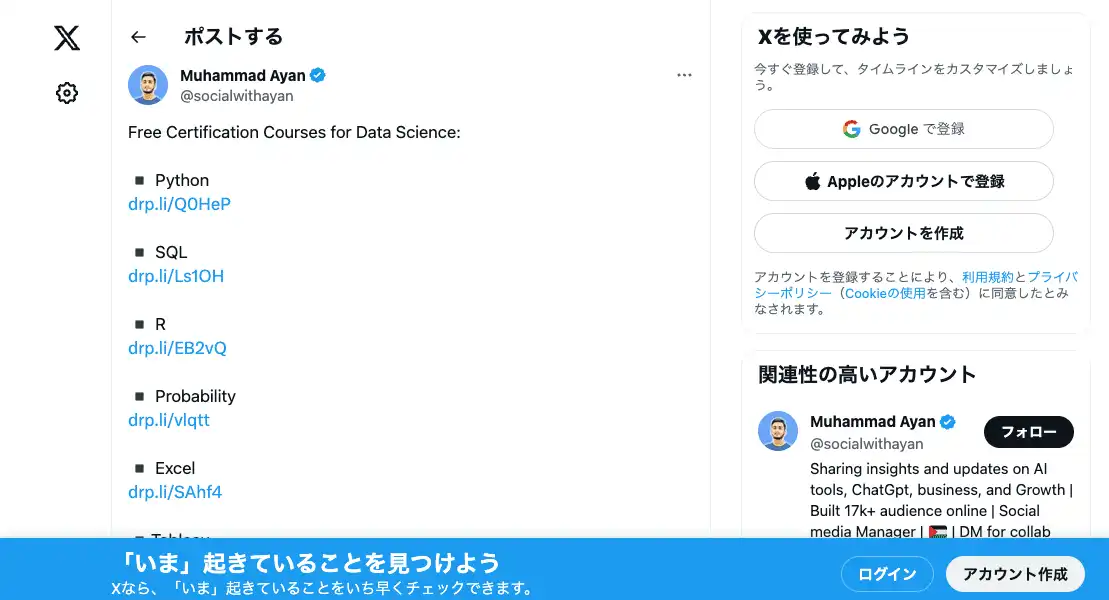 ポストする
Muhammad Ayan
@socialwithayan
Free Certification Courses for Data Science:
Python
drp.li/Q0HeP
SQL
drp.li/Ls1OH
R
drp.li/EB2vQ
Probability
drp.li/vlqtt
Excel
drp.li/SAhf4
Xを使ってみよう
今すぐ登録して、タイムラインをカスタマイズしましょ
う。
Google で登録
Appleのアカウントで登録
アカウントを作成
アカウントを登録することにより、利用規約とプライバ
シーポリシー（Cookieの使用を含む）に同意したとみ
なされます。
関連性の高いアカウント
Muhammad Ayan
@socialwithayan
フォロー
Sharing insights and updates on AI
tools, ChatGpt, business, and Growth |
Built 17k+ audience online | Social
media Manager | 🇵🇸 | DM for collab
「いま」起きていることを見つけよう
Xなら、「いま」起きていることをいち早くチェックできます。
ログイン
アカウント作成